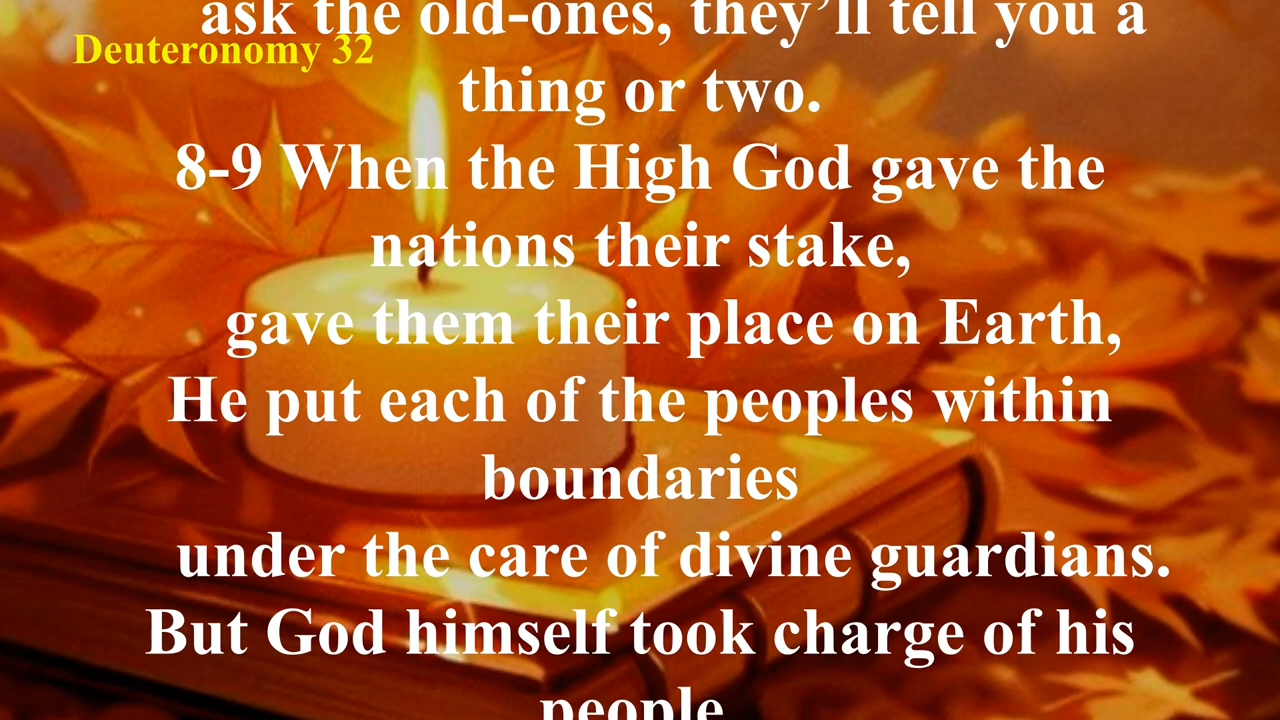 ask the old-ones, they’ll tell you a
Deuteronomy 32
thing or two.
8-9 When the High God gave the
nations their stake,
gave them their place on Earth,
He put each of the peoples within
boundaries
under the care of divine guardians.
But God himself took charge of his
people